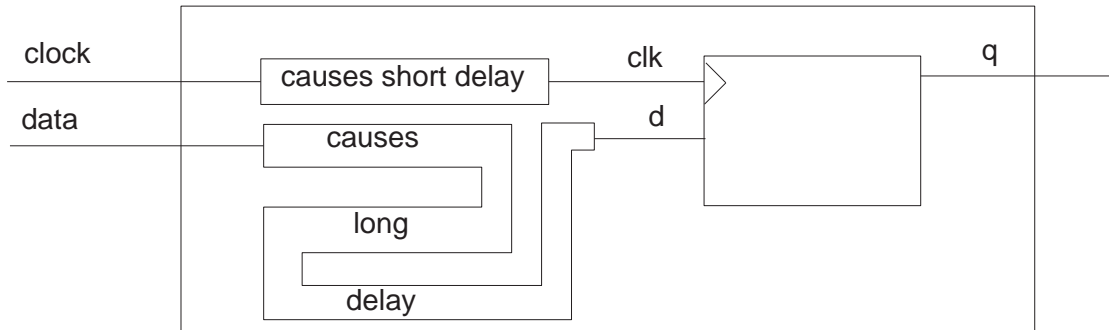 clock
causes short delay
clk
q
data
causes
d
long
delay